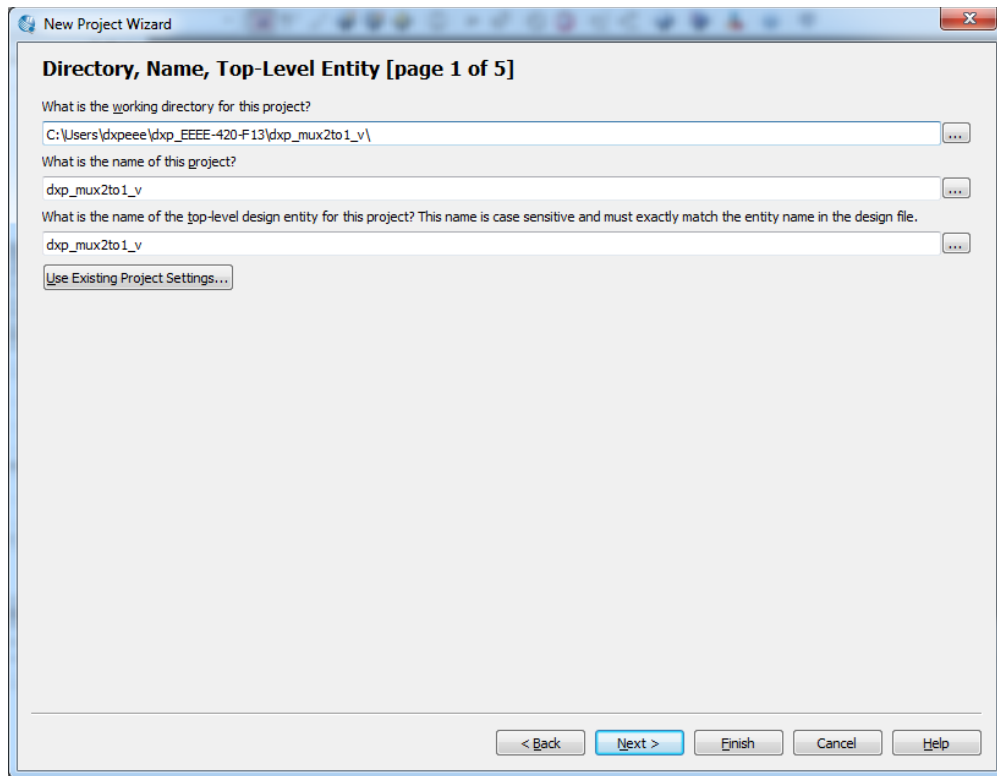 New Project Wizard
Directory, Name, Top-Level Entity [page 1 of 5]
What is the working directory for this project?
C:\Users\dxpeee\dxp_EEEE-420-F13\dxp_mux2to1_v\
...
What is the name of this project?
dxp_mux2to1_v
...
What is the name of the top-level design entity for this project? This name is case sensitive and must exactly match the entity name in the design file.
dxp_mux2to1_v
...
Use Existing Project Settings...
< Back Next > Finish Cancel Help